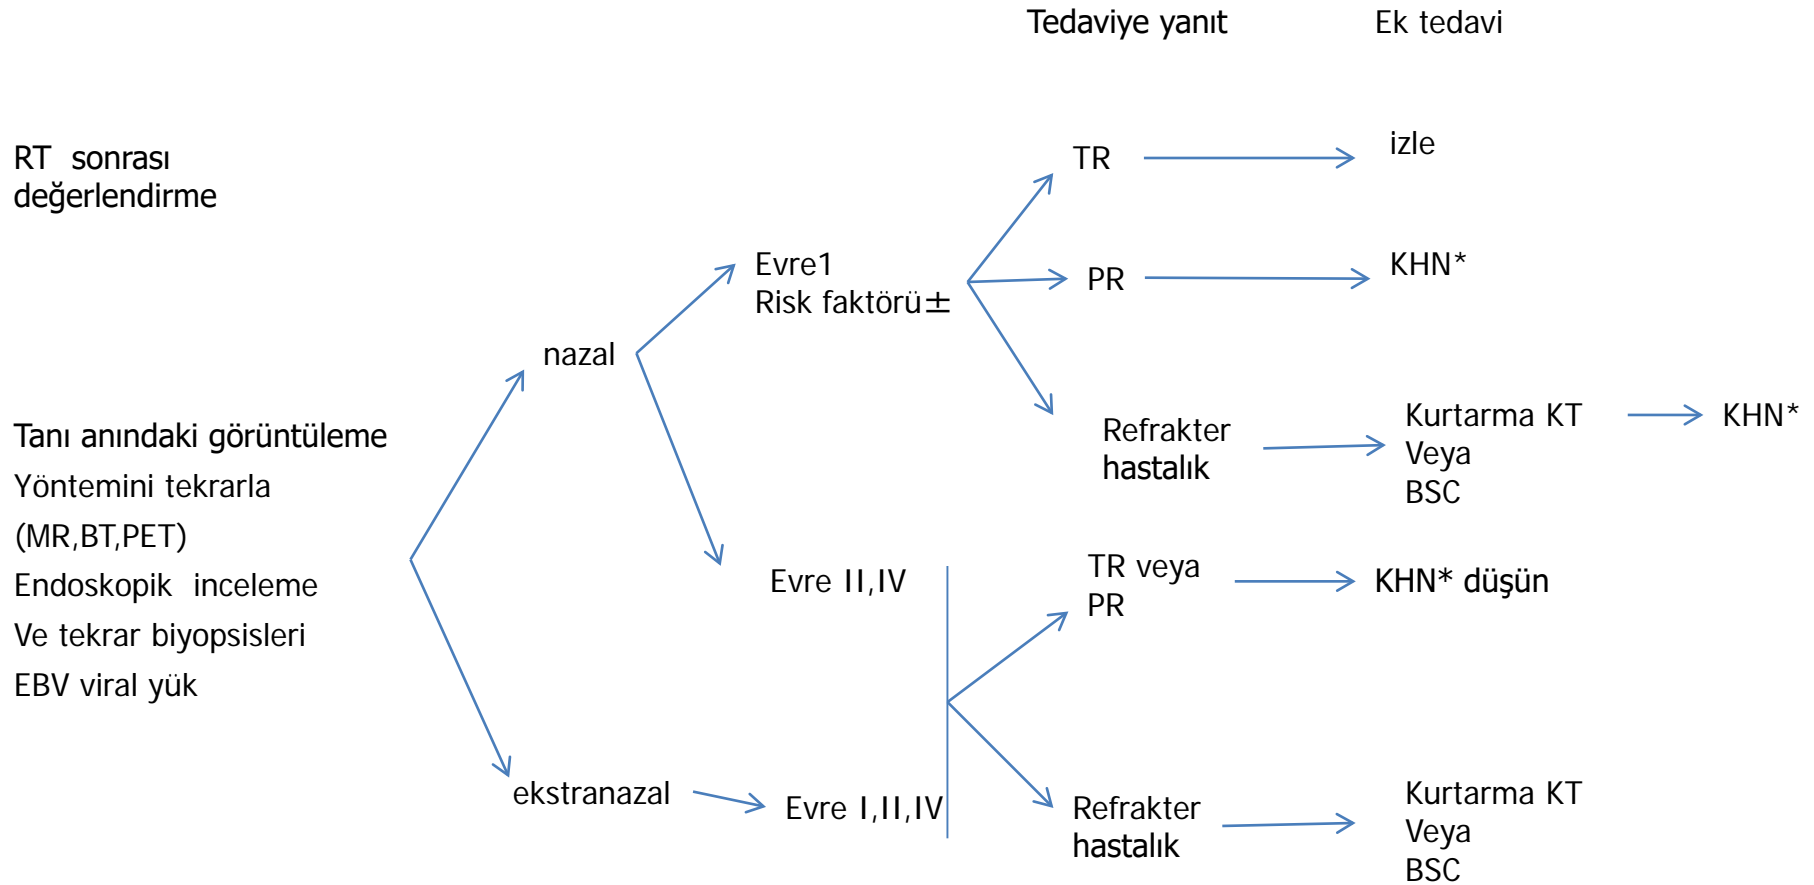 Tedaviye yanıt
Ek tedavi
RT sonrası
değerlendirme
TR
izle
Evre1
Risk faktörü±
PR
KHN*
nazal
Refrakter
hastalık
Kurtarma KT
Veya
BSC
KHN*
Tanı anındaki görüntüleme
Yöntemini tekrarla
(MR,BT,PET)
Endoskopik inceleme
Ve tekrar biyopsisleri
EBV viral yük
Evre II,IV
TR veya
PR
KHN* düşün
ekstranazal
Evre I,II,IV
Refrakter
hastalık
Kurtarma KT
Veya
BSC